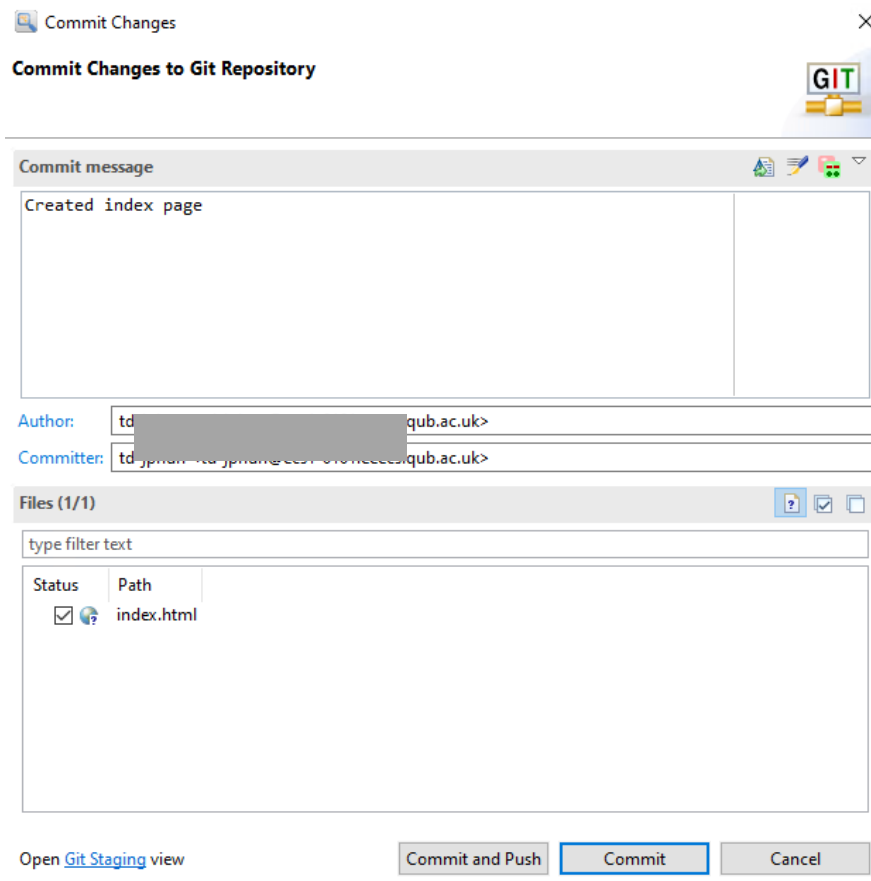 Commit Changes
Commit Changes to Git Repository
GIT
Commit message
Created index page
Author: td qub.ac.uk>
Committer: td qub.ac.uk>
Files (1/1)
type filter text
Status Path
index.html
Open Git Staging view Commit and Push Commit Cancel